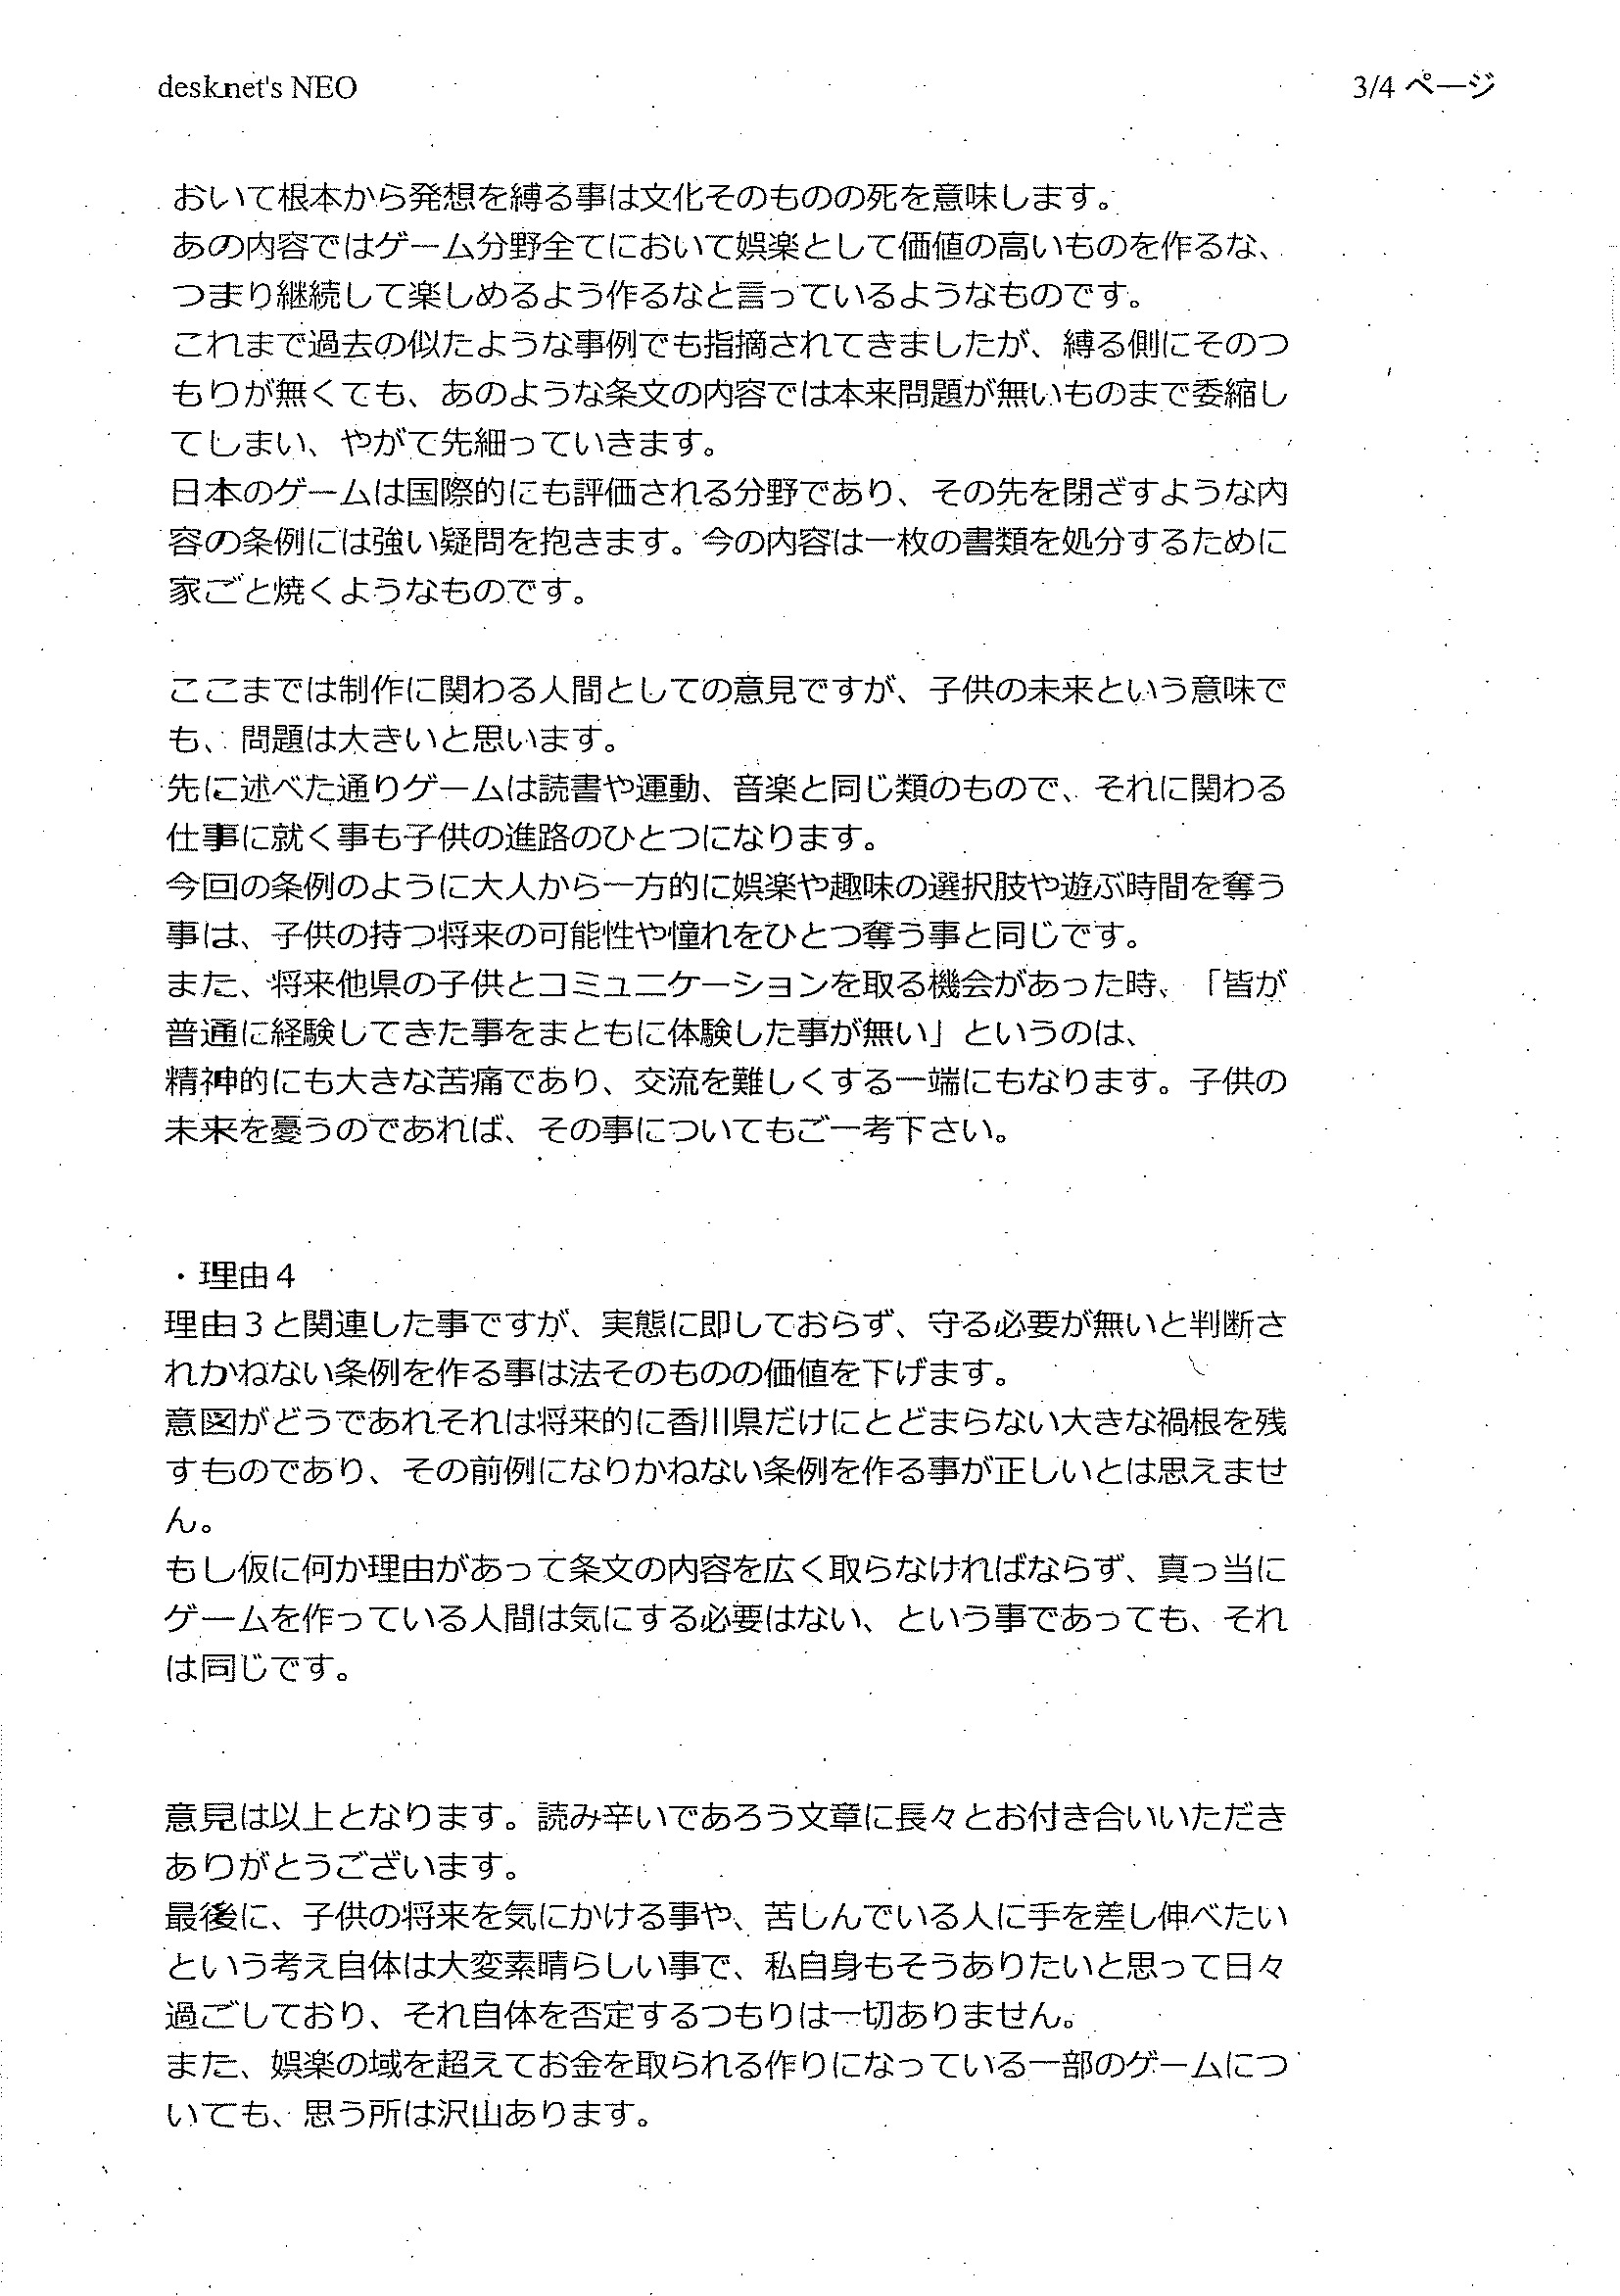 desknet's NEO
3/4 ページ
おいて根本から発想を縛る事は文化そのものの死を意味します。
あの内容ではゲーム分野全てにおいて娯楽として価値の高いものを作るな、
つまり継続して楽しめるよう作るなと言っているようなものです。
これまで過去の似たような事例でも指摘されてきましたが、縛る側にそのつ
もりが無くても、あのような条文の内容では本来問題が無いものまで委縮し
てしまい、やがて先細っていきます。
日本のゲームは国際的にも評価される分野であり、その先を閉ざすような内
容の条例には強い疑問を抱きます。今の内容は一枚の書類を処分するために
家ごと焼くようなものです。
ここまでは制作に関わる人間としての意見ですが、子供の未来という意味で
も、問題は大きいと思います。
先に述べた通りゲームは読書や運動、音楽と同じ類のもので、それに関わる
仕事に就く事も子供の進路のひとつになります。
今回の条例のように大人から一方的に娯楽や趣味の選択肢や遊ぶ時間を奪う
事は、子供の持つ将来の可能性や憧れをひとつ奪う事と同じです。
また、将来他県の子供とコミュニケーションを取る機会があった時、「皆が
普通に経験してきた事をまともに体験した事が無い」というのは、
精神的にも大きな苦痛であり、交流を難しくする一端にもなります。子供の
未来を憂うのであれば、その事についてもご一考下さい。
・理由４
理由３と関連した事ですが、実態に即しておらず、守る必要が無いと判断さ
れかねない条例を作る事は法そのものの価値を下げます。
意図がどうであれそれは将来的に香川県だけにとどまらない大きな禍根を残
すものであり、その前例になりかねない条例を作る事が正しいとは思えませ
ん。
もし仮に何か理由があって条文の内容を広く取らなければならず、真っ当に
ゲームを作っている人間は気にする必要はない、という事であっても、それ
は同じです。
意見は以上となります。読み辛いであろう文章に長々とお付き合いいただき
ありがとうございます。
最後に、子供の将来を気にかける事や、苦しんでいる人に手を差し伸べたい
という考え自体は大変素晴らしい事で、私自身もそうありたいと思って日々
過ごしており、それ自体を否定するつもりは一切ありません。
また、娯楽の域を超えてお金を取られる作りになっている一部のゲームにつ
いても、思う所は沢山あります。